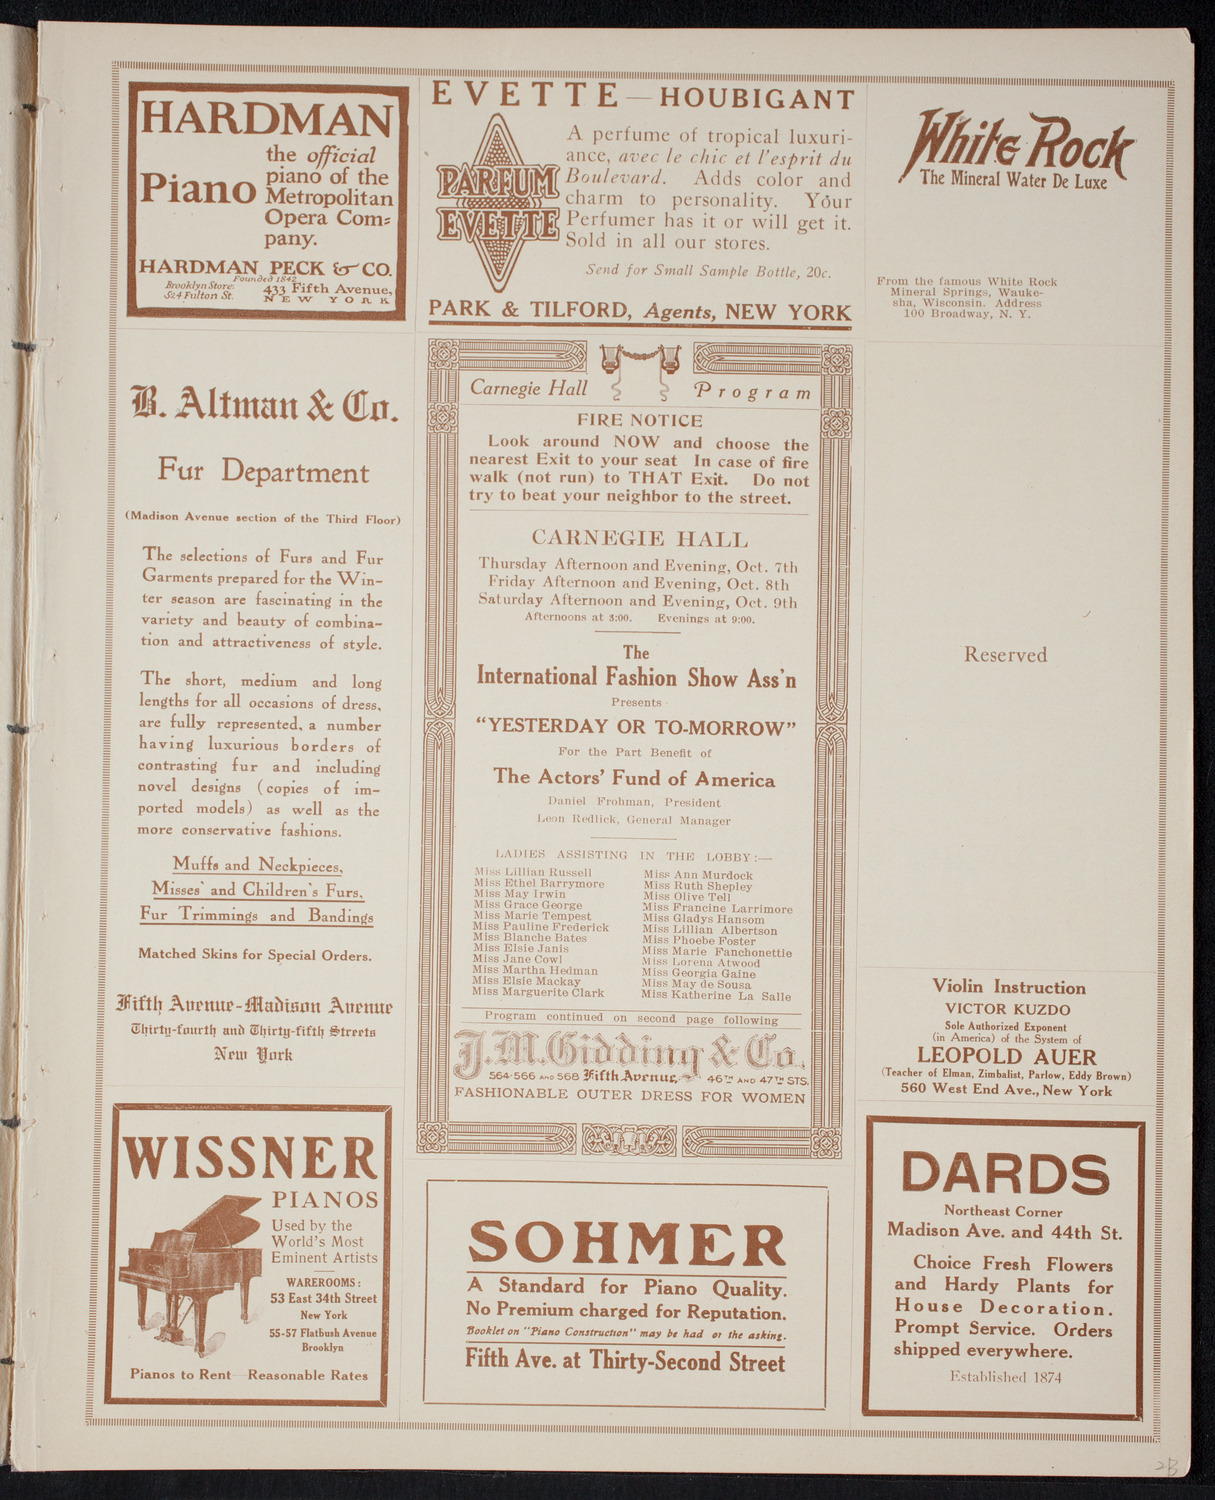 HARDMAN
Piano
the official
piano of the
Metropolitan
Opera Com=
pany.
HARDMAN, PECK & CO.
Founded 1842
Brooklyn Store:
524 Fulton St.
433 Fifth Avenue,
NEW YORK
EVETTE—HOUBIGANT
PARFUM
EVETTE
A perfume of tropical luxuri-
ance, avec le chic et l'esprit du
Boulevard. Adds color and
charm to personality. Your
Perfumer has it or will get it.
Sold in all our stores.
Send for Small Sample Bottle, 20c.
PARK & TILFORD, Agents, NEW YORK
White Rock
The Mineral Water De Luxe
From the famous White Rock
Mineral Springs, Wauke-
sha, Wisconsin. Address
100 Broadway, N. Y.
B. Altman & Co.
Fur Department
(Madison Avenue section of the Third Floor)
The selections of Furs and Fur
Garments prepared for the Win-
ter season are fascinating in the
variety and beauty of combina-
tion and attractiveness of style.
The short, medium and long
lengths for all occasions of dress,
are fully represented, a number
having luxurious borders of
contrasting fur and including
novel designs (copies of im-
ported models) as well as the
more conservative fashions.
Muffs and Neckpieces,
Misses' and Children's Furs,
Fur Trimmings and Bandings
Matched Skins for Special Orders.
Fifth Avenue-Madison Avenue
Thirty-fourth and Thirty-fifth Streets
New York
Carnegie Hall Program
FIRE NOTICE
Look around NOW and choose the
nearest Exit to your seat In case of fire
walk (not run) to THAT Exit. Do not
try to beat your neighbor to the street.
CARNEGIE HALL
Thursday Afternoon and Evening, Oct. 7th
Friday Afternoon and Evening, Oct. 8th
Saturday Afternoon and Evening, Oct. 9th
Afternoons at 3:00. Evenings at 9:00.
The
International Fashion Show Ass'n
Presents
"YESTERDAY OR TO-MORROW"
For the Part Benefit of
The Actors' Fund of America
Daniel Frohman, President
Leon Redlick, General Manager
LADIES ASSISTING IN THE LOBBY:—
Miss Lillian Russell
Miss Ethel Barrymore
Miss May Irwin
Miss Grace George
Miss Marie Tempest
Miss Pauline Frederick
Miss Blanche Bates
Miss Elsie Janis
Miss Jane Cowl
Miss Martha Hedman
Miss Elsie Mackay
Miss Marguerite Clark
Miss Ann Murdock
Miss Ruth Shepley
Miss Olive Tell
Miss Francine Larrimore
Miss Gladys Hansom
Miss Lillian Albertson
Miss Phoebe Foster
Miss Marie Fanchonettie
Miss Lorena Atwood
Miss Georgia Gaine
Miss May de Sousa
Miss Katherine La Salle
Program continued on second page following
J.M. Gidding & Co.
564-566 AND 568 Fifth Avenue 46TH AND 47TH STS.
FASHIONABLE OUTER DRESS FOR WOMEN
Reserved
Violin Instruction
VICTOR KUZDO
Sole Authorized Exponent
(in America) of the System of
LEOPOLD AUER
(Teacher of Elman, Zimbalist, Parlow, Eddy Brown)
560 West End Ave., New York
WISSNER
PIANOS
Used by the
World's Most
Eminent Artists
WAREROOMS:
53 East 34th Street
New York
55-57 Flatbush Avenue
Brooklyn
Pianos to Rent—Reasonable Rates
SOHMER
A Standard for Piano Quality.
No Premium charged for Reputation.
Booklet on "Piano Construction" may be had or the asking.
Fifth Ave. at Thirty-Second Street
DARDS
Northeast Corner
Madison Ave. and 44th St.
Choice Fresh Flowers
and Hardy Plants for
House Decoration.
Prompt Service. Orders
shipped everywhere.
Established 1874